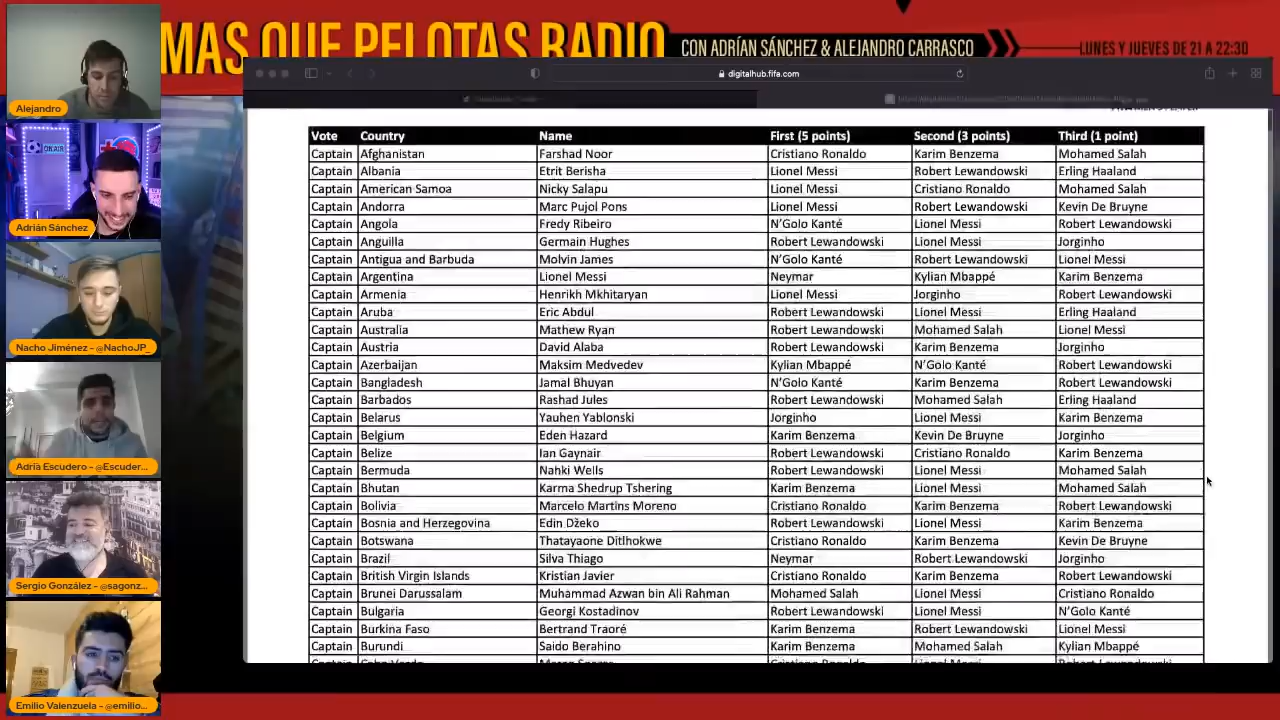 MAS QUE PELOTAS RADIO
CON ADRÍAN SÁNCHEZ & ALEJANDRO CARRASCO
LUNES Y JUEVES DE 21 A 22:30
digitalhub.fifa.com
Alejandro
ON AIR
Adrián Sánchez
Nacho Jiménez - @NachoJP_
Adría Escudero - @Escuder...
Sergio González - @sagonz...
Emilio Valenzuela - @emilio...
Vote Country Name First (5 points) Second (3 points) Third (1 point)
Captain Afghanistan Farshad Noor Cristiano Ronaldo Karim Benzema Mohamed Salah
Captain Albania Etrit Berisha Lionel Messi Robert Lewandowski Erling Haaland
Captain American Samoa Nicky Salapu Lionel Messi Cristiano Ronaldo Mohamed Salah
Captain Andorra Marc Pujol Pons Lionel Messi Robert Lewandowski Kevin De Bruyne
Captain Angola Fredy Ribeiro N'Golo Kanté Lionel Messi Robert Lewandowski
Captain Anguilla Germain Hughes Robert Lewandowski Lionel Messi Jorginho
Captain Antigua and Barbuda Molvin James N'Golo Kanté Robert Lewandowski Lionel Messi
Captain Argentina Lionel Messi Neymar Kylian Mbappé Karim Benzema
Captain Armenia Henrikh Mkhitaryan Lionel Messi Jorginho Robert Lewandowski
Captain Aruba Eric Abdul Robert Lewandowski Lionel Messi Erling Haaland
Captain Australia Mathew Ryan Robert Lewandowski Mohamed Salah Lionel Messi
Captain Austria David Alaba Robert Lewandowski Karim Benzema Jorginho
Captain Azerbaijan Maksim Medvedev Kylian Mbappé N'Golo Kanté Robert Lewandowski
Captain Bangladesh Jamal Bhuyan N'Golo Kanté Karim Benzema Robert Lewandowski
Captain Barbados Rashad Jules Robert Lewandowski Mohamed Salah Erling Haaland
Captain Belarus Yauhen Yablonski Jorginho Lionel Messi Karim Benzema
Captain Belgium Eden Hazard Karim Benzema Kevin De Bruyne Jorginho
Captain Belize Ian Gaynair Robert Lewandowski Cristiano Ronaldo Karim Benzema
Captain Bermuda Nahki Wells Robert Lewandowski Lionel Messi Mohamed Salah
Captain Bhutan Karma Shedrup Tshering Karim Benzema Lionel Messi Mohamed Salah
Captain Bolivia Marcelo Martins Moreno Cristiano Ronaldo Karim Benzema Robert Lewandowski
Captain Bosnia and Herzegovina Edin Džeko Robert Lewandowski Lionel Messi Karim Benzema
Captain Botswana Thatayaone Ditlhokwe Cristiano Ronaldo Karim Benzema Kevin De Bruyne
Captain Brazil Silva Thiago Neymar Robert Lewandowski Jorginho
Captain British Virgin Islands Kristian Javier Cristiano Ronaldo Karim Benzema Robert Lewandowski
Captain Brunei Darussalam Muhammad Azwan bin Ali Rahman Mohamed Salah Lionel Messi Cristiano Ronaldo
Captain Bulgaria Georgi Kostadinov Robert Lewandowski Lionel Messi N'Golo Kanté
Captain Burkina Faso Bertrand Traoré Karim Benzema Robert Lewandowski Lionel Messi
Captain Burundi Saido Berahino Karim Benzema Mohamed Salah Kylian Mbappé